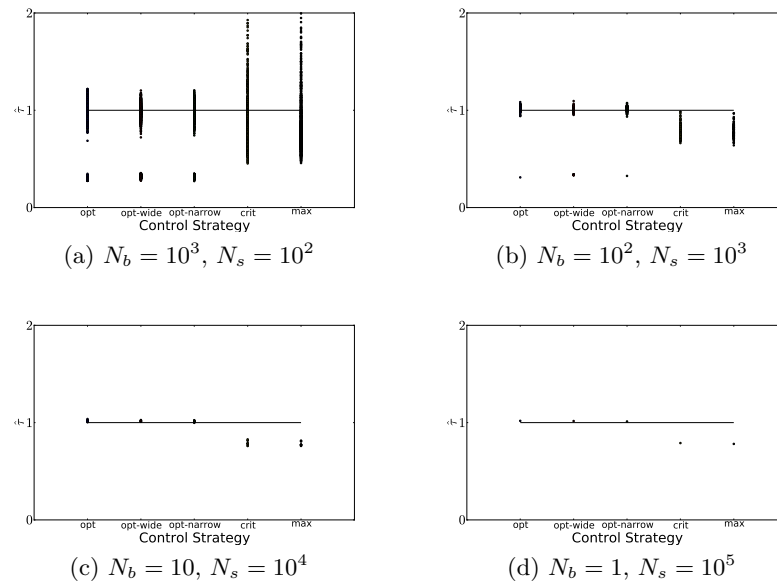 2
1
0
opt
opt-wide
opt-narrow
crit
max
Control Strategy
(a) $N_b = 10^3$, $N_s = 10^2$
2
1
0
opt
opt-wide
opt-narrow
crit
max
Control Strategy
(b) $N_b = 10^2$, $N_s = 10^3$
2
1
0
opt
opt-wide
opt-narrow
crit
max
Control Strategy
(c) $N_b = 10$, $N_s = 10^4$
2
1
0
opt
opt-wide
opt-narrow
crit
max
Control Strategy
(d) $N_b = 1$, $N_s = 10^5$